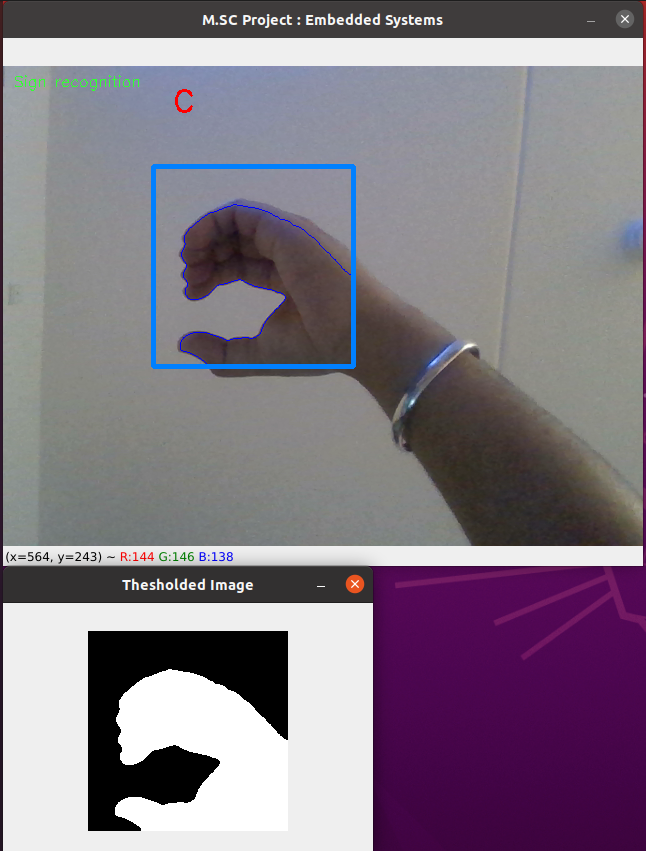 M.SC Project : Embedded Systems
Sign recognition
C
(x=564, y=243) ~ R:144 G:146 B:138
Thesholded Image